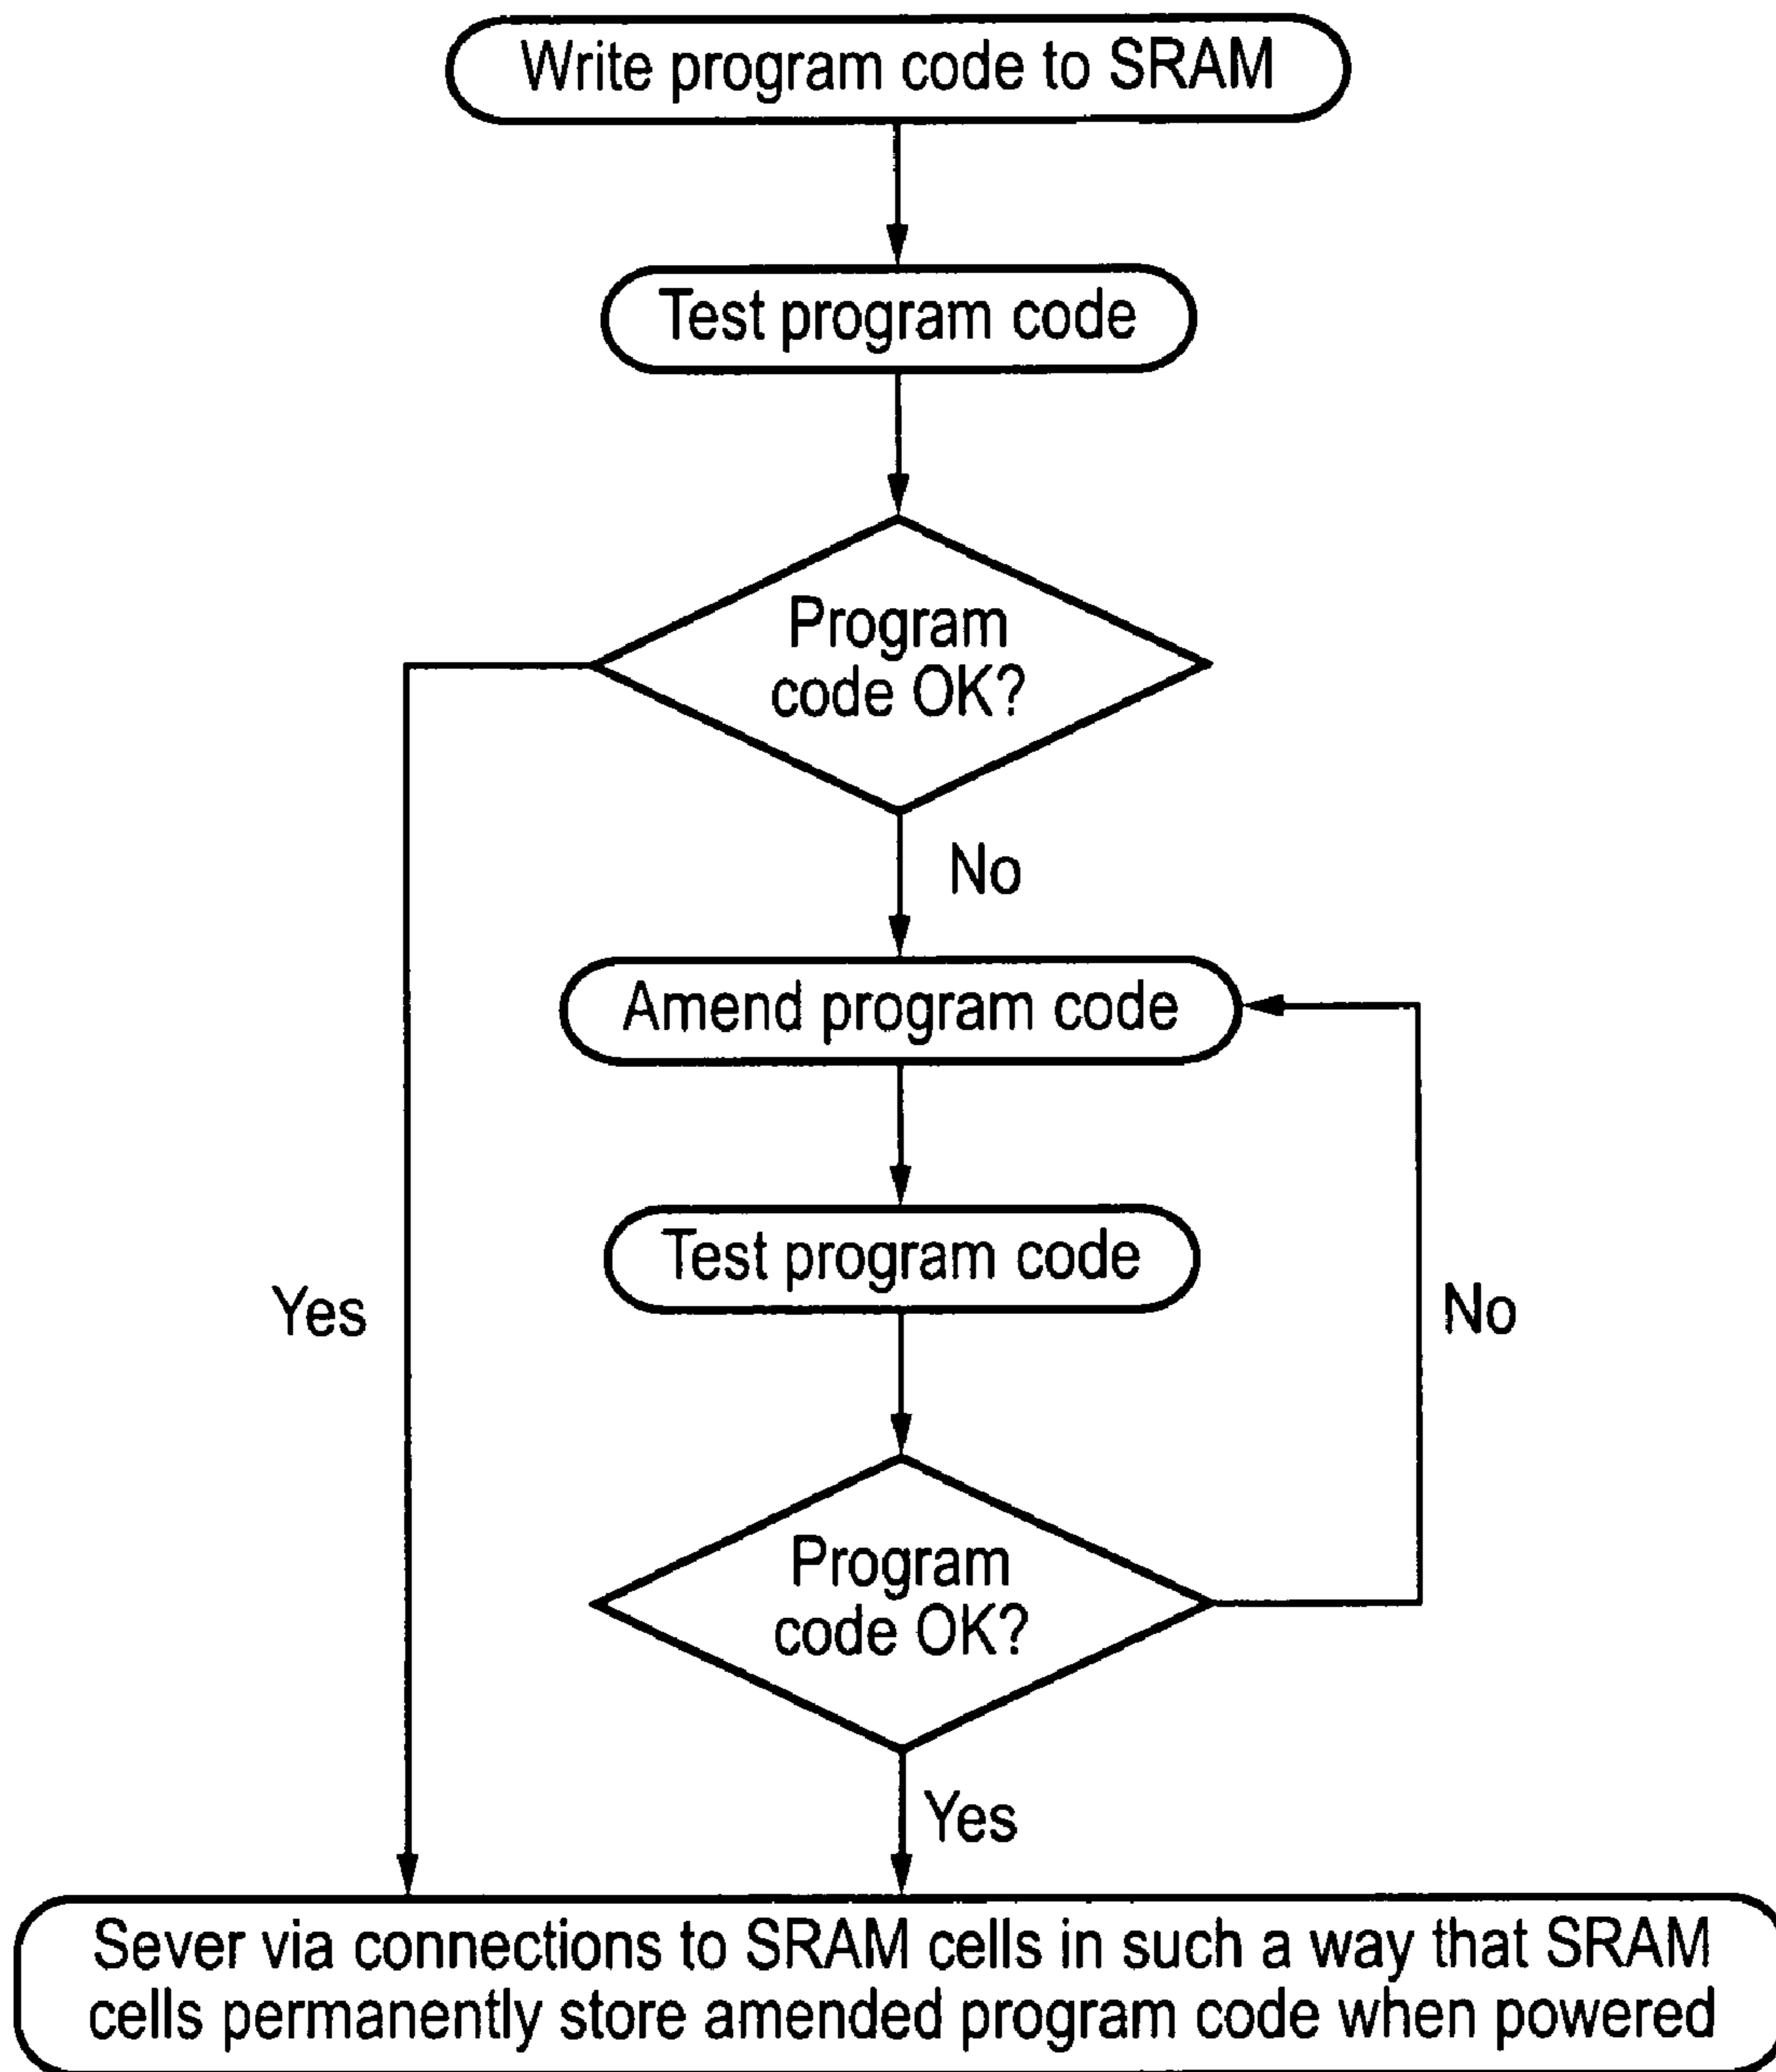 Write program code to SRAM
Test program code
Program
code OK?
No
Amend program code
Test program code
Yes
No
Program
code OK?
Yes
Sever via connections to SRAM cells in such a way that SRAM
cells permanently store amended program code when powered